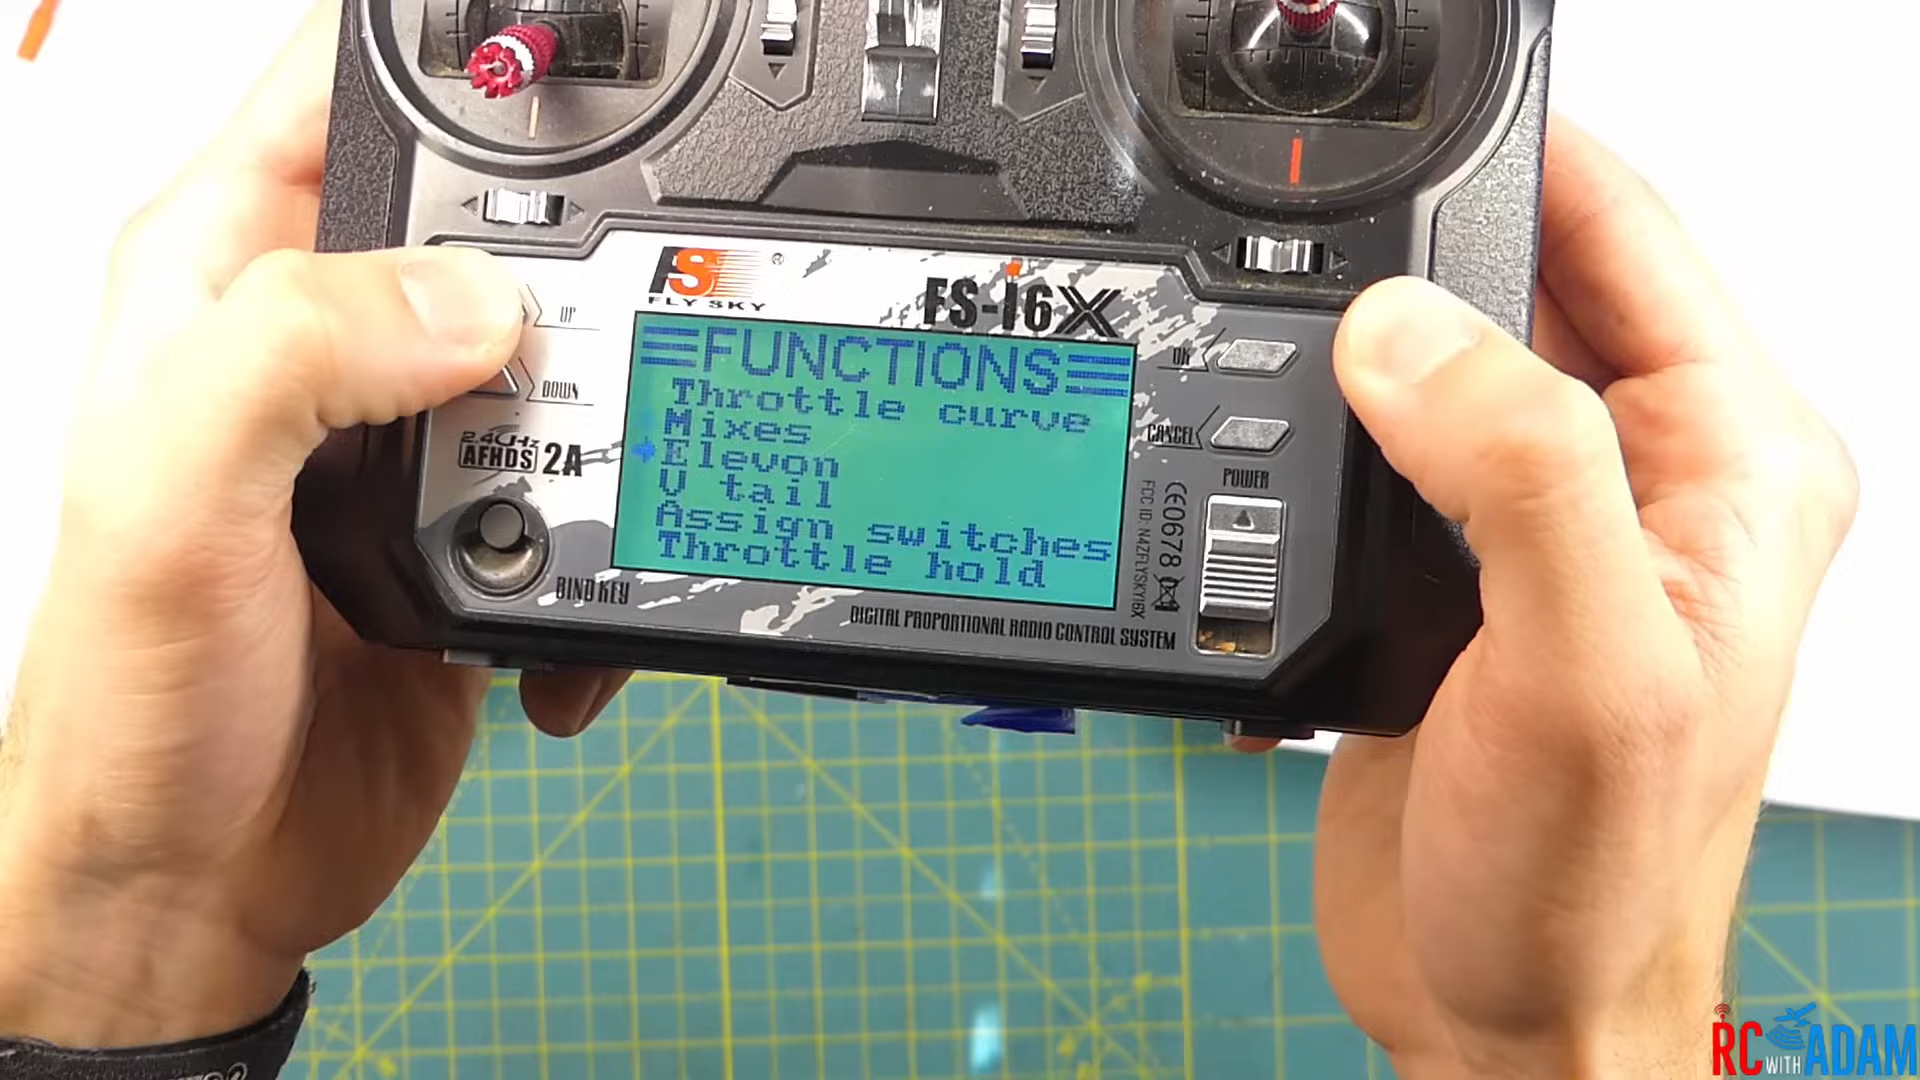 FS®
FLY SKY
FS-i6X
UP
DOWN
OK
CANCEL
POWER
2.4GHz
AFHDS 2A
BIND KEY
FUNCTIONS
Throttle curve
Mixes
Elevon
V tail
Assign switches
Throttle hold
CE0678
FCC ID: N4ZFLYSKYI6X
DIGITAL PROPORTIONAL RADIO CONTROL SYSTEM
RC WITH ADAM